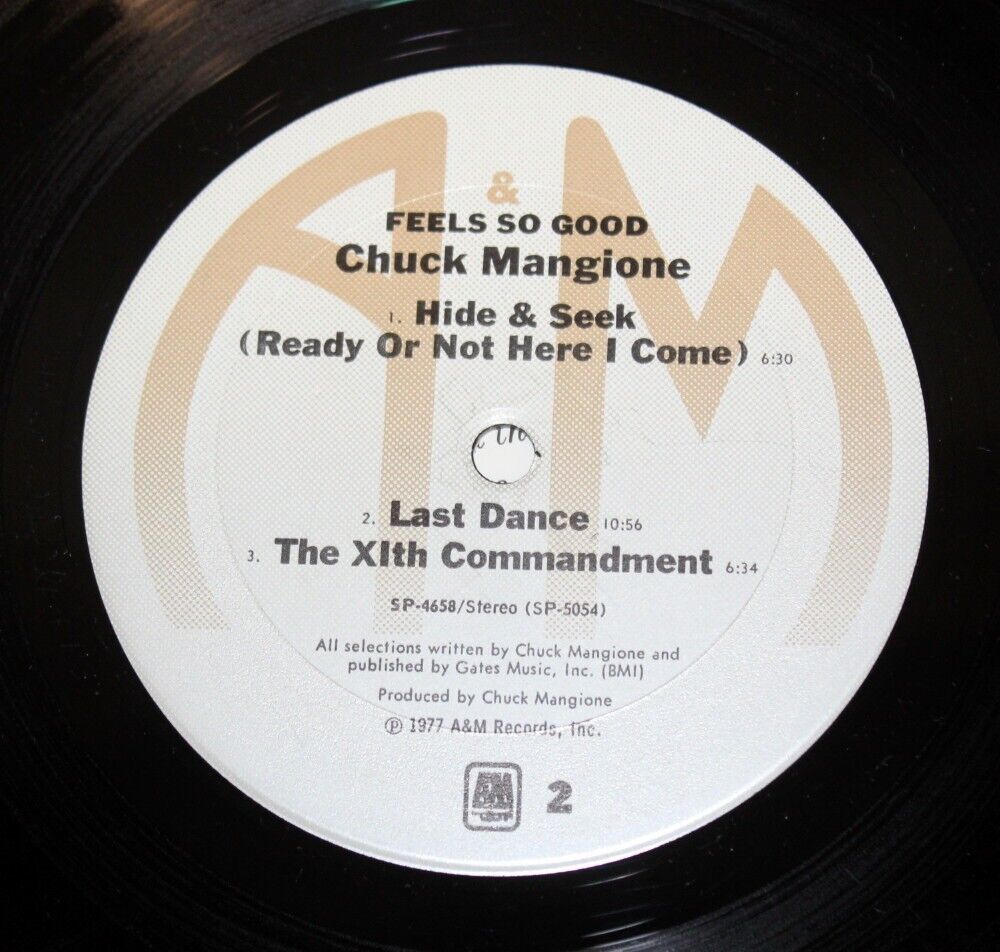 A & M
FEELS SO GOOD
Chuck Mangione
1. Hide & Seek
(Ready Or Not Here I Come) 6:30
2. Last Dance 10:56
3. The XIth Commandment 6:34
SP-4658/Stereo (SP-5054)
All selections written by Chuck Mangione and
published by Gates Music, Inc. (BMI)
Produced by Chuck Mangione
℗ 1977 A&M Records, Inc.
A&M 2